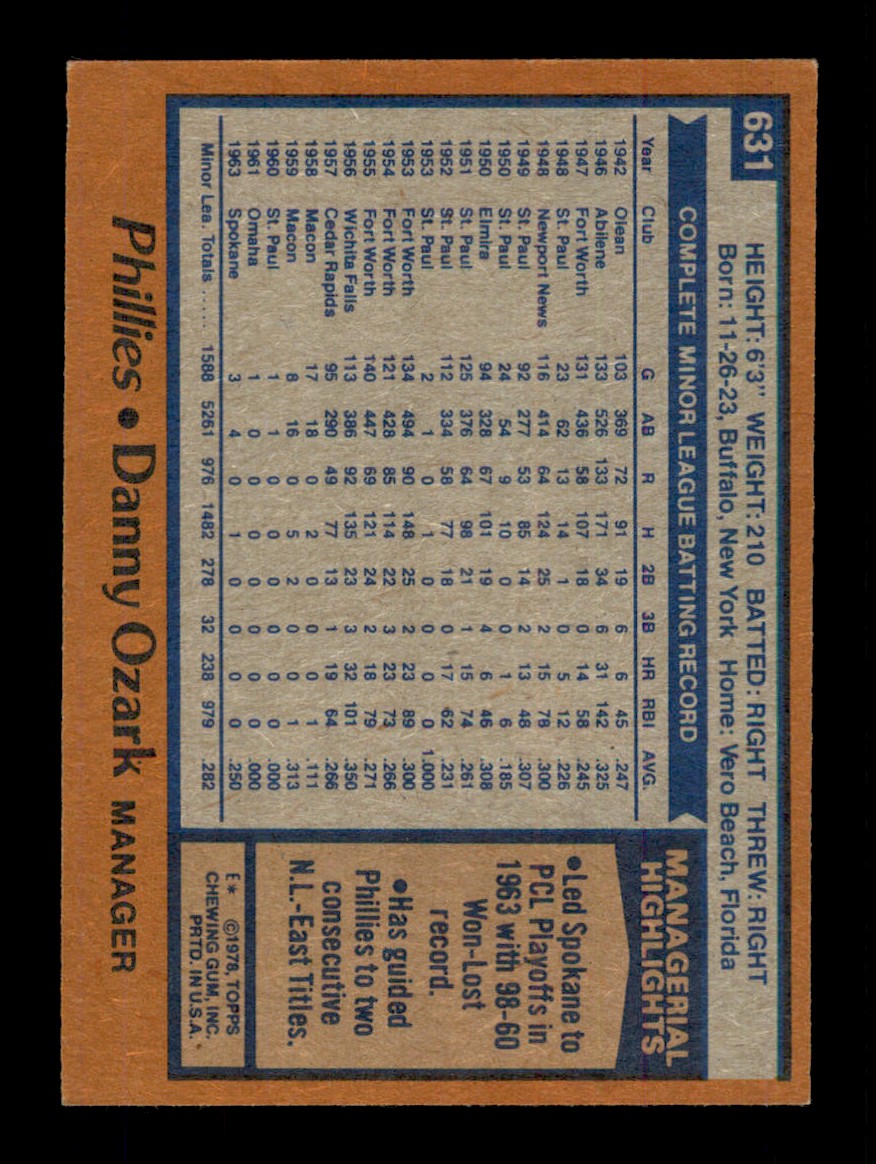 631
HEIGHT: 6'3" WEIGHT: 210 BATTED: RIGHT THREW: RIGHT
Born: 11-26-23, Buffalo, New York Home: Vero Beach, Florida
COMPLETE MINOR LEAGUE BATTING RECORD
Year Club G AB R H 2B 3B HR RBI AVG.
1942 Olean 103 369 72 91 19 6 6 45 .247
1946 Abilene 133 526 133 171 34 6 31 142 .325
1947 Fort Worth 131 436 58 107 18 0 14 58 .245
1948 St. Paul 23 62 13 14 1 0 5 12 .226
1948 Newport News 116 414 64 124 25 2 15 78 .300
1949 St. Paul 92 277 53 85 14 2 13 48 .307
1950 St. Paul 24 54 9 10 0 0 1 6 .185
1950 Elmira 94 328 67 101 19 4 6 46 .308
1951 St. Paul 125 376 64 98 21 1 15 74 .261
1952 St. Paul 112 334 58 77 18 0 17 62 .231
1953 St. Paul 2 1 0 1 0 0 0 0 1.000
1953 Fort Worth 134 494 90 148 25 2 23 89 .300
1954 Fort Worth 121 428 85 114 22 3 23 73 .266
1955 Fort Worth 140 447 69 121 24 2 18 79 .271
1956 Wichita Falls 113 386 92 135 23 3 32 101 .350
1957 Cedar Rapids 95 290 49 77 13 1 19 64 .266
1958 Macon 17 18 0 2 0 0 0 1 .111
1959 Macon 8 16 0 5 2 0 0 1 .313
1960 St. Paul 1 1 0 0 0 0 0 0 .000
1961 Omaha 1 0 0 0 0 0 0 0 .000
1963 Spokane 3 4 0 1 0 0 0 0 .250
Minor Lea. Totals ..... 1588 5261 976 1482 278 32 238 979 .282
MANAGERIAL
HIGHLIGHTS
•Led Spokane to
PCL Playoffs in
1963 with 98-60
Won-Lost
record.
•Has guided
Phillies to two
consecutive
N.L.-East Titles.
E* ©1978, TOPPS
CHEWING GUM, INC.
PRTD. IN U.S.A.
Phillies • Danny Ozark MANAGER